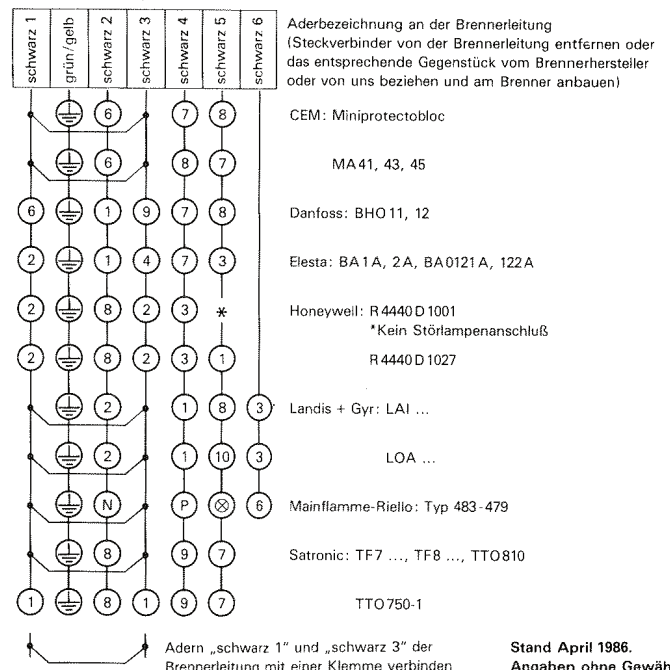 schwarz 1
grün/gelb
schwarz 2
schwarz 3
schwarz 4
schwarz 5
schwarz 6
Aderbezeichnung an der Brennerleitung
(Steckverbinder von der Brennerleitung entfernen oder
das entsprechende Gegenstück vom Brennerhersteller
oder von uns beziehen und am Brenner anbauen)
6 7 8 CEM: Miniprotectobloc
6 8 7 MA 41, 43, 45
6 1 9 7 8 Danfoss: BHO 11, 12
2 1 4 7 3 Elesta: BA 1 A, 2 A, BA 0121 A, 122 A
2 8 2 3 * Honeywell: R 4440 D 1001
*Kein Störlampenanschluß
2 8 2 3 1 R 4440 D 1027
2 1 8 3 Landis + Gyr: LAI ...
2 1 10 3 LOA ...
N P 6 Mainflamme-Riello: Typ 483-479
8 9 7 Satronic: TF7 ..., TF8 ..., TTO 810
1 8 1 9 7 TTO 750-1
Adern „schwarz 1" und „schwarz 3" der
Brennerleitung mit einer Klemme verbinden
Stand April 1986.
Angaben ohne Gewäh